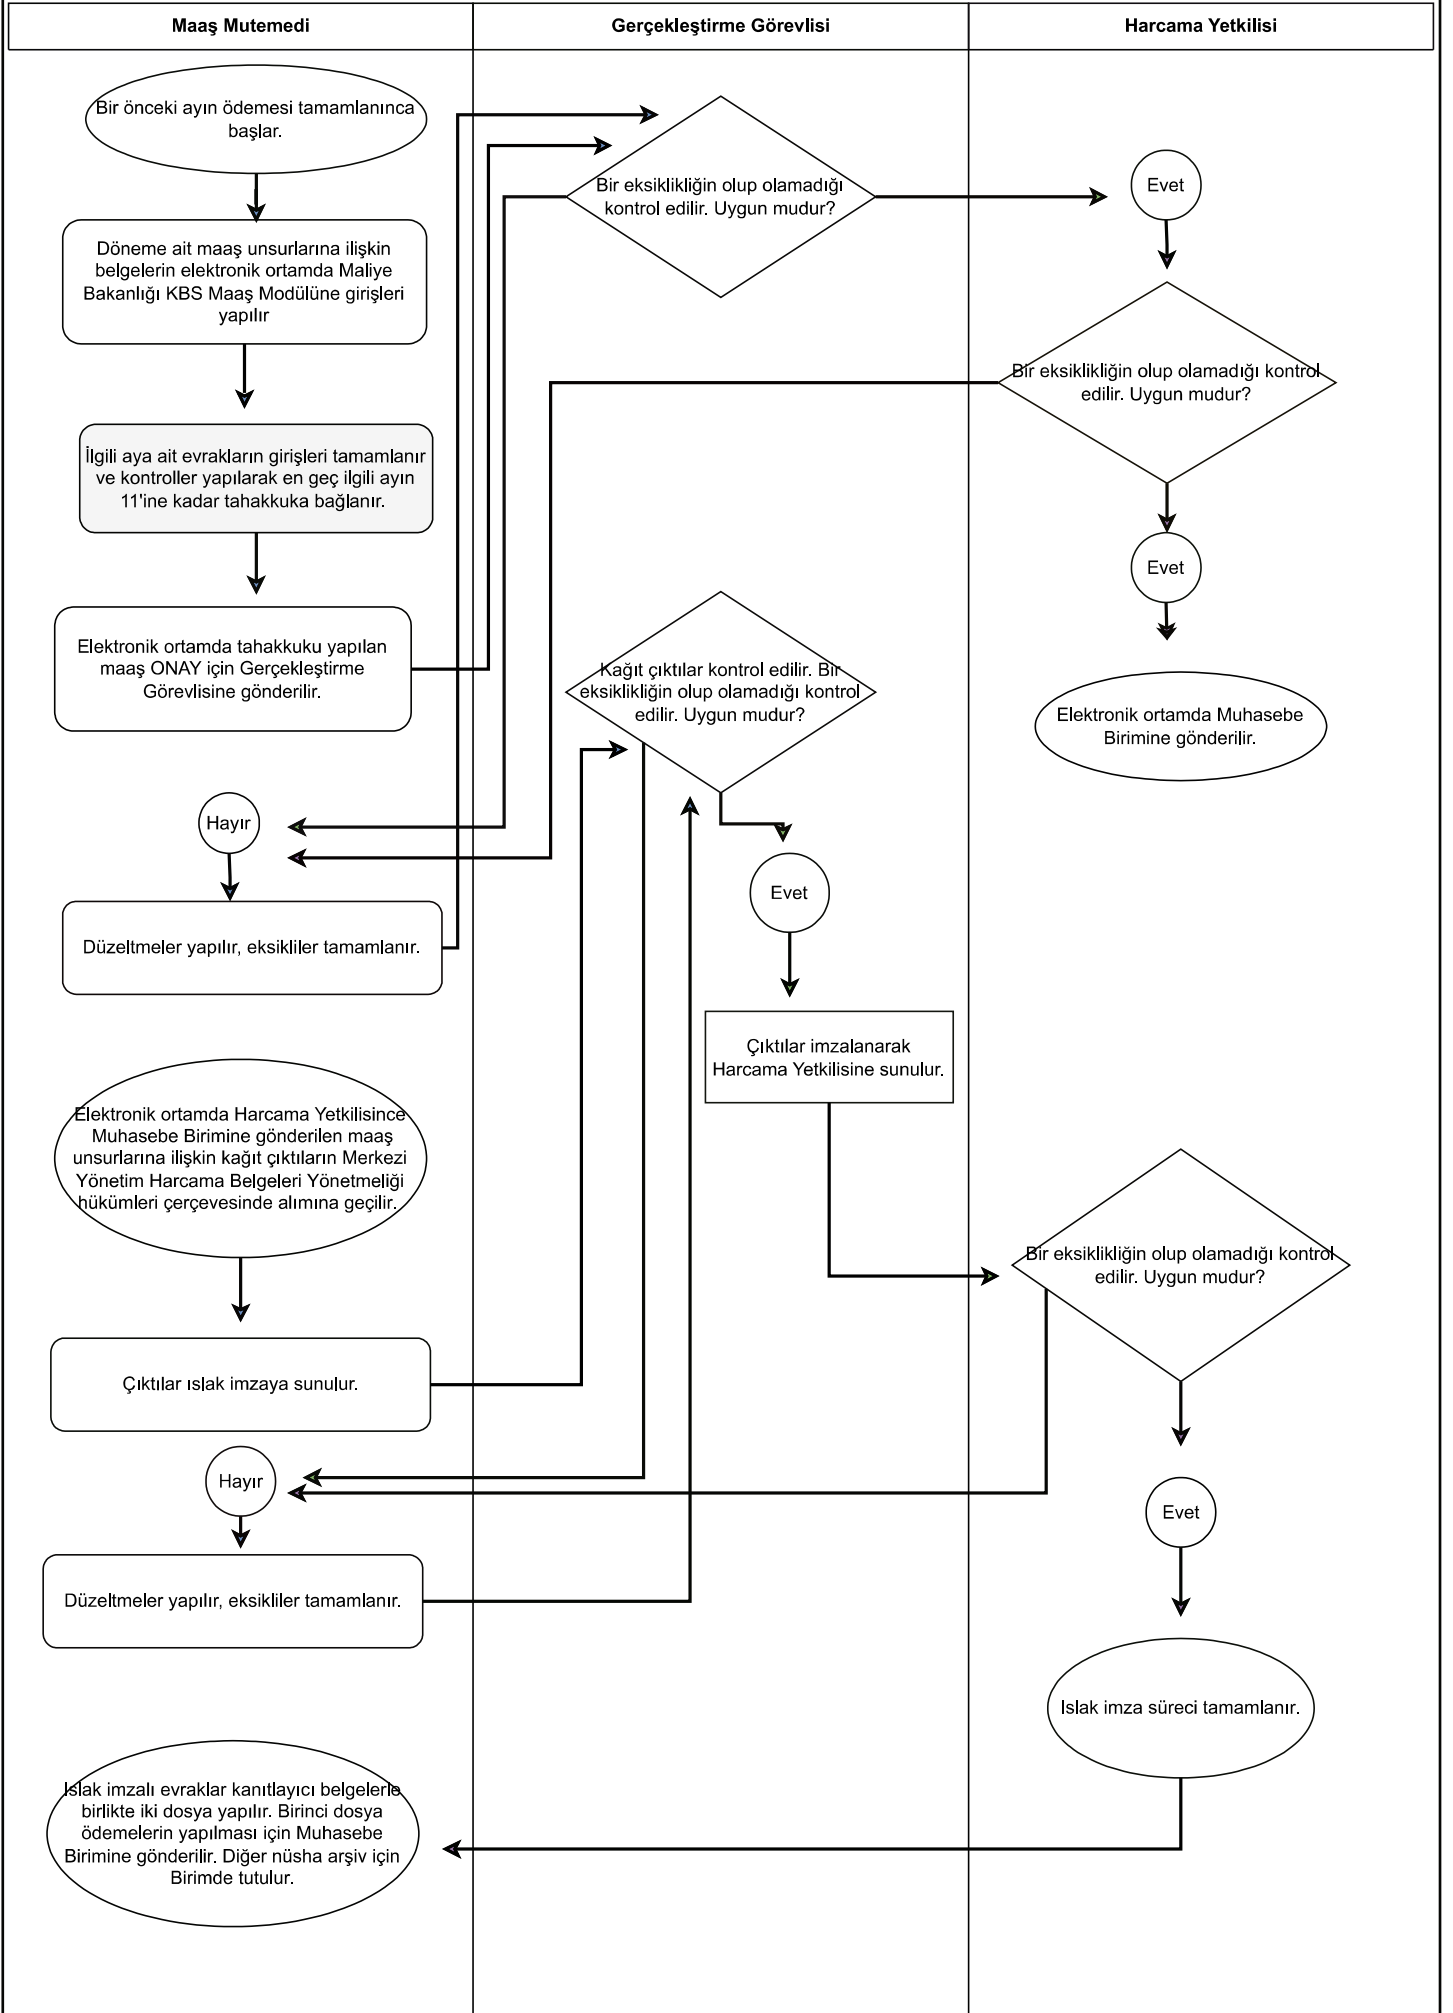 Maaş Mutemedi
Gerçekleştirme Görevlisi
Harcama Yetkilisi
Bir önceki ayın ödemesi tamamlanınca
başlar.
Döneme ait maaş unsurlarına ilişkin
belgelerin elektronik ortamda Maliye
Bakanlığı KBS Maaş Modülüne girişleri
yapılır
İlgili aya ait evrakların girişleri tamamlanır
ve kontroller yapılarak en geç ilgili ayın
11'ine kadar tahakkuka bağlanır.
Elektronik ortamda tahakkuku yapılan
maaş ONAY için Gerçekleştirme
Görevlisine gönderilir.
Bir eksiklikliğin olup olamadığı
kontrol edilir. Uygun mudur?
Evet
Bir eksiklikliğin olup olamadığı kontrol
edilir. Uygun mudur?
Evet
Elektronik ortamda Muhasebe
Birimine gönderilir.
Hayır
Düzeltmeler yapılır, eksikliler tamamlanır.
Elektronik ortamda Harcama Yetkilisince
Muhasebe Birimine gönderilen maaş
unsurlarına ilişkin kağıt çıktıların Merkezi
Yönetim Harcama Belgeleri Yönetmeliği
hükümleri çerçevesinde alımına geçilir.
Çıktılar ıslak imzaya sunulur.
Kağıt çıktılar kontrol edilir. Bir
eksiklikliğin olup olamadığı kontrol
edilir. Uygun mudur?
Evet
Çıktılar imzalanarak
Harcama Yetkilisine sunulur.
Bir eksiklikliğin olup olamadığı kontrol
edilir. Uygun mudur?
Hayır
Düzeltmeler yapılır, eksikliler tamamlanır.
Evet
Islak imza süreci tamamlanır.
Islak imzalı evraklar kanıtlayıcı belgelerle
birlikte iki dosya yapılır. Birinci dosya
ödemelerin yapılması için Muhasebe
Birimine gönderilir. Diğer nüsha arşiv için
Birimde tutulur.